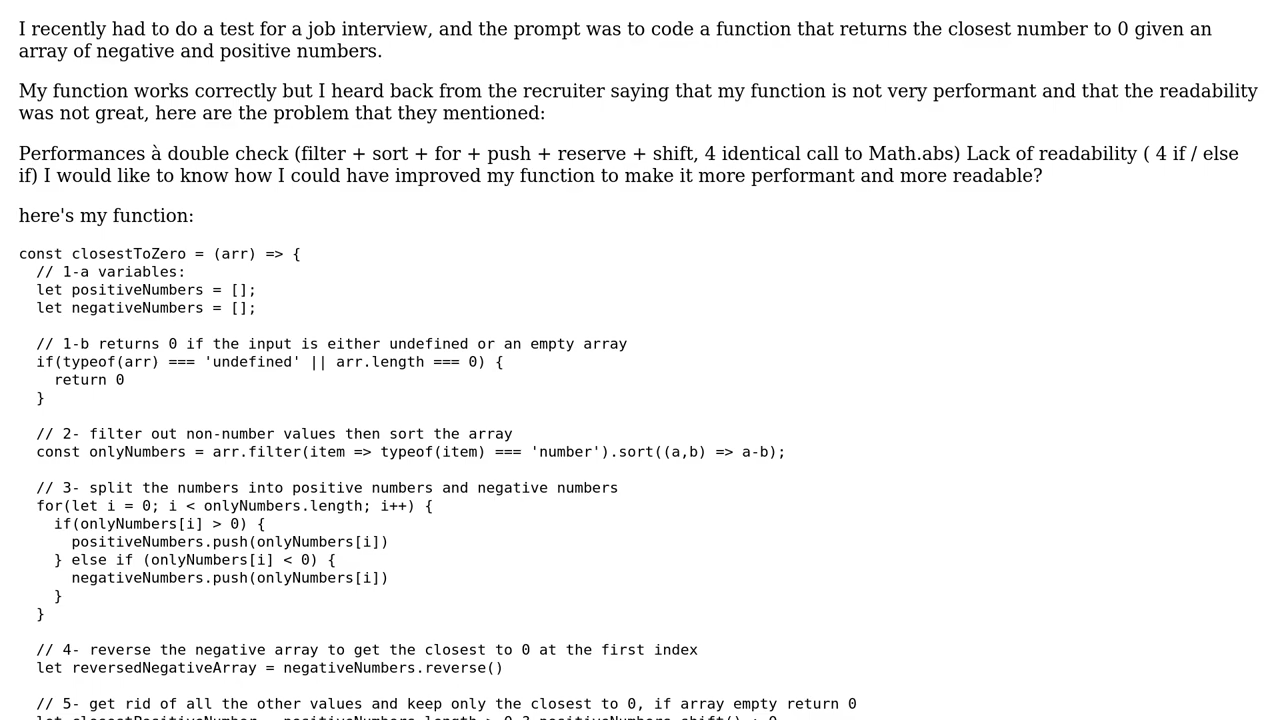 I recently had to do a test for a job interview, and the prompt was to code a function that returns the closest number to 0 given an
array of negative and positive numbers.
My function works correctly but I heard back from the recruiter saying that my function is not very performant and that the readability
was not great, here are the problem that they mentioned:
Performances à double check (filter + sort + for + push + reserve + shift, 4 identical call to Math.abs) Lack of readability ( 4 if / else
if) I would like to know how I could have improved my function to make it more performant and more readable?
here's my function:
const closestToZero = (arr) => {
  // 1-a variables:
  let positiveNumbers = [];
  let negativeNumbers = [];
  // 1-b returns 0 if the input is either undefined or an empty array
  if(typeof(arr) === 'undefined' || arr.length === 0) {
    return 0
  }
  // 2- filter out non-number values then sort the array
  const onlyNumbers = arr.filter(item => typeof(item) === 'number').sort((a,b) => a-b);
  // 3- split the numbers into positive numbers and negative numbers
  for(let i = 0; i < onlyNumbers.length; i++) {
    if(onlyNumbers[i] > 0) {
      positiveNumbers.push(onlyNumbers[i])
    } else if (onlyNumbers[i] < 0) {
      negativeNumbers.push(onlyNumbers[i])
    }
  }
  // 4- reverse the negative array to get the closest to 0 at the first index
  let reversedNegativeArray = negativeNumbers.reverse()
  // 5- get rid of all the other values and keep only the closest to 0, if array empty return 0